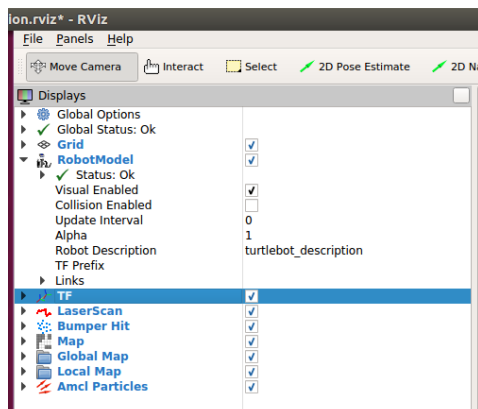 ion.rviz* - RViz
File Panels Help
Move Camera Interact Select 2D Pose Estimate 2D
Displays
Global Options
Global Status: Ok
Grid
RobotModel
Status: Ok
Visual Enabled
Collision Enabled
Update Interval 0
Alpha 1
Robot Description turtlebot_description
TF Prefix
Links
TF
LaserScan
Bumper Hit
Map
Global Map
Local Map
Amcl Particles